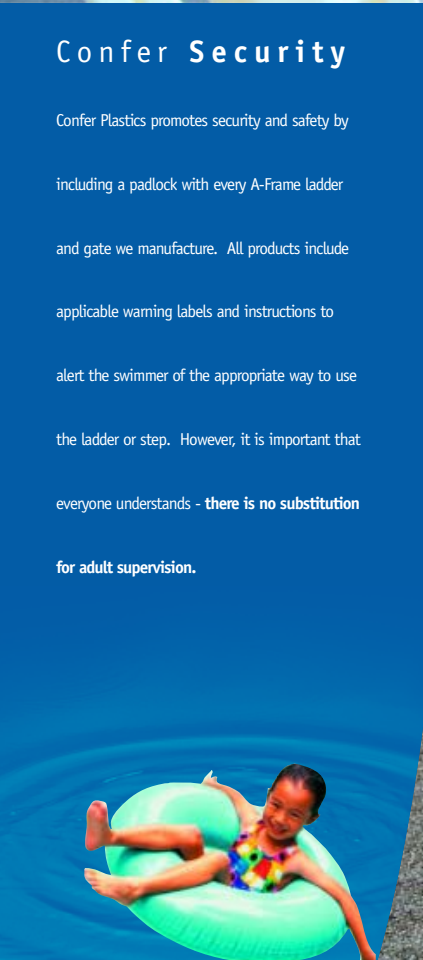 Confer Security
Confer Plastics promotes security and safety by
including a padlock with every A-Frame ladder
and gate we manufacture.  All products include
applicable warning labels and instructions to
alert the swimmer of the appropriate way to use
the ladder or step.  However, it is important that
everyone understands - there is no substitution
for adult supervision.